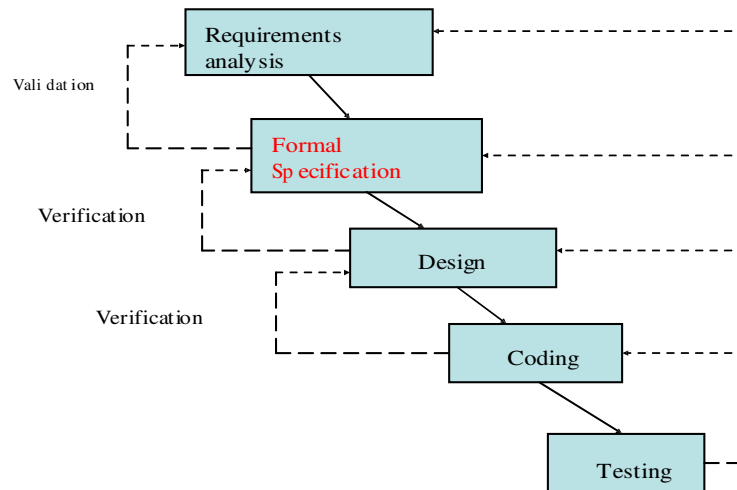 Requirements
analysis
Validation
Formal
Specification
Verification
Design
Verification
Coding
Testing